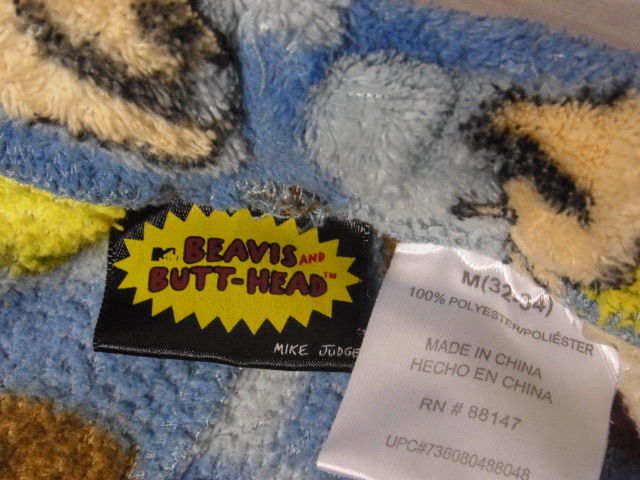 MTV BEAVIS AND
BUTT-HEAD™
MIKE JUDGE
M(32-34)
100% POLYESTER/POLIÉSTER
MADE IN CHINA
HECHO EN CHINA
RN # 88147
UPC#736080488048